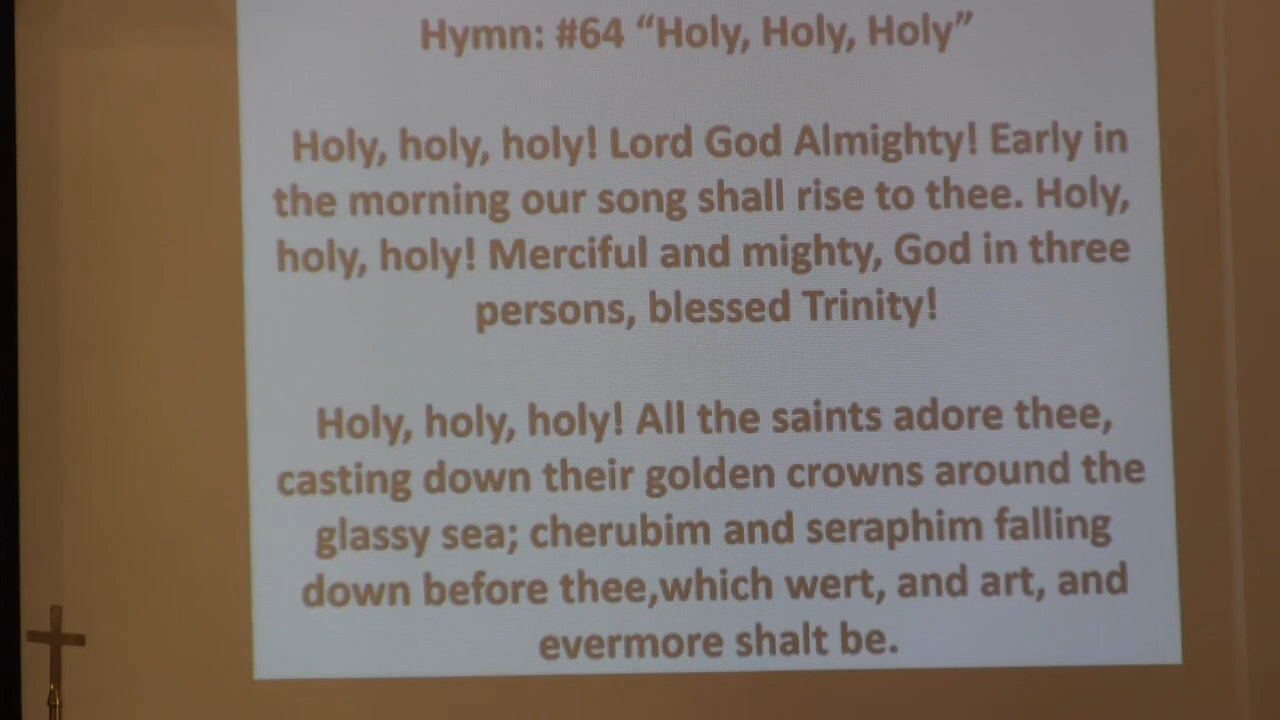 Hymn: #64 “Holy, Holy, Holy”
Holy, holy, holy! Lord God Almighty! Early in
the morning our song shall rise to thee. Holy,
holy, holy! Merciful and mighty, God in three
persons, blessed Trinity!
Holy, holy, holy! All the saints adore thee,
casting down their golden crowns around the
glassy sea; cherubim and seraphim falling
down before thee,which wert, and art, and
evermore shalt be.